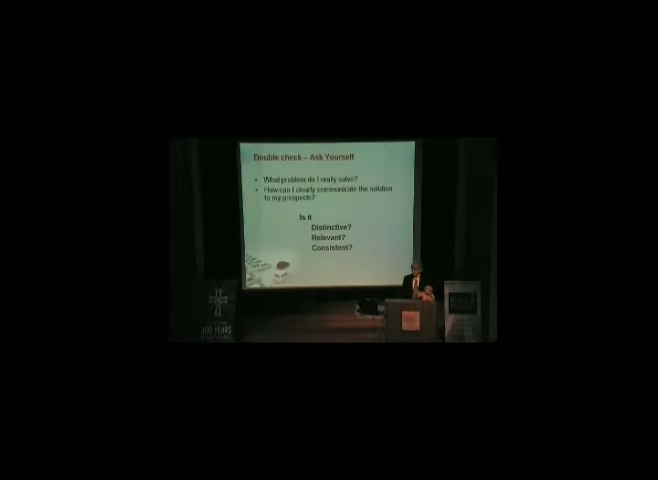 Double check – Ask Yourself
• What problem do I really solve?
• How can I clearly communicate the solution
to my prospects?
Is it
Distinctive?
Relevant?
Consistent?
100 YEARS